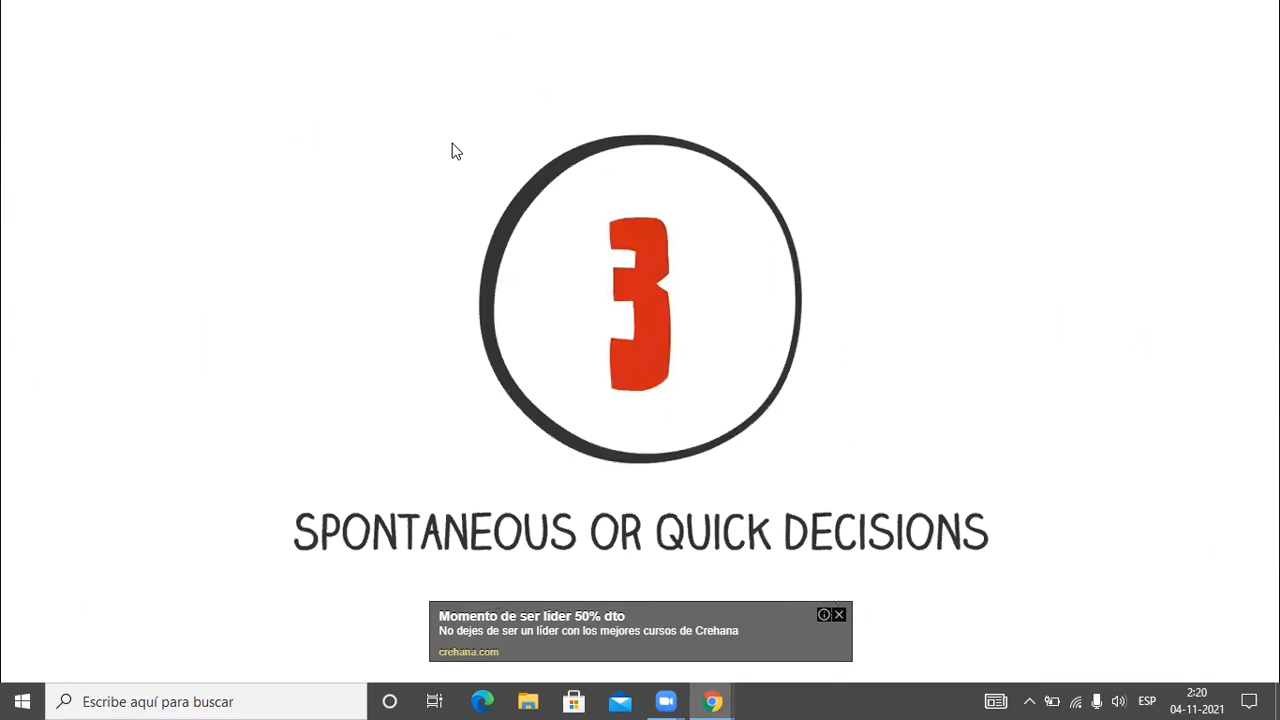 3
SPONTANEOUS OR QUICK DECISIONS
Momento de ser líder 50% dto
No dejes de ser un líder con los mejores cursos de Crehana
crehana.com
Escribe aquí para buscar
ESP
2:20
04-11-2021